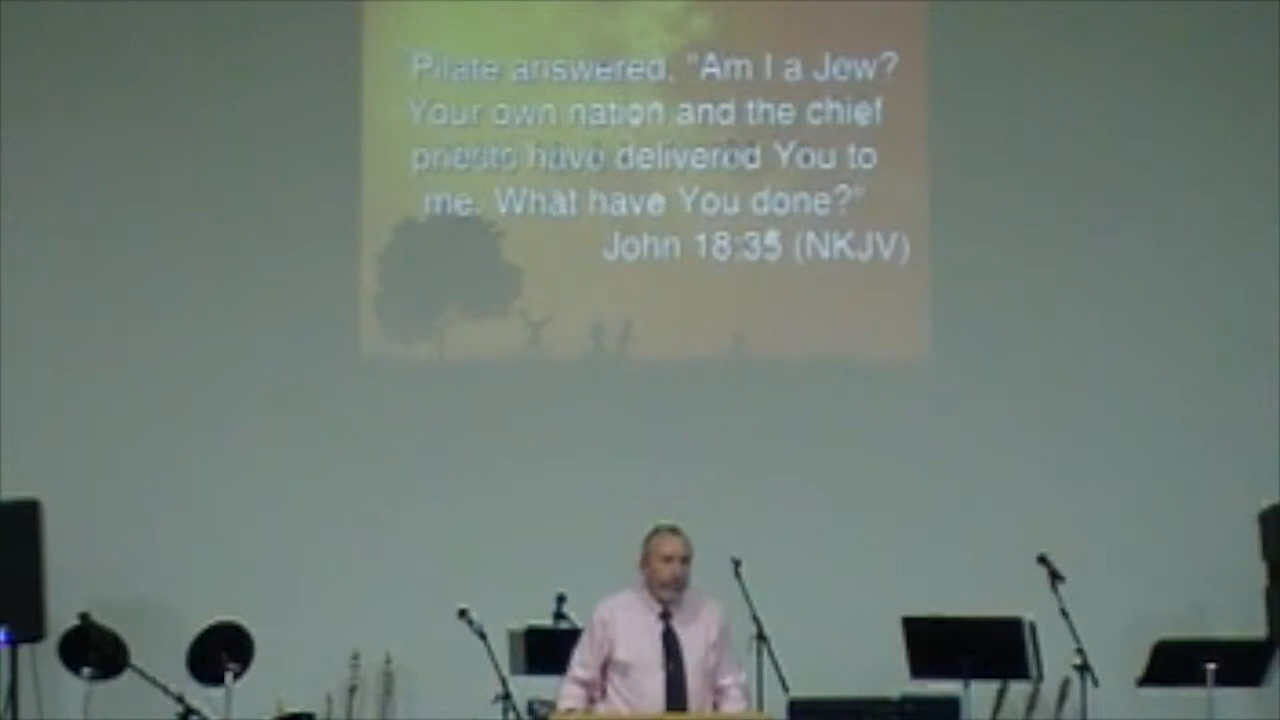 Pilate answered, "Am I a Jew?
Your own nation and the chief
priests have delivered You to
me. What have You done?"
John 18:35 (NKJV)